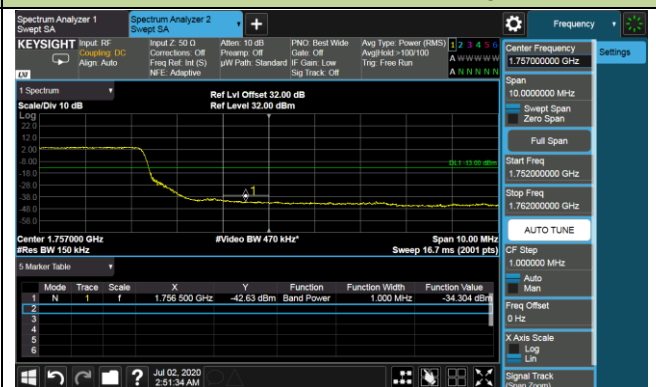 Spectrum Analyzer 1
Swept SA
Spectrum Analyzer 2
Swept SA
+
Frequency
KEYSIGHT
Input: RF
Coupling: DC
Align: Auto
Input Z: 50 Ω
Corrections: Off
Freq Ref: Int (S)
NFE: Adaptive
Atten: 10 dB
Preamp: Off
µW Path: Standard
PNO: Best Wide
Gate: Off
IF Gain: Low
Sig Track: Off
Avg Type: Power (RMS)
Avg|Hold:>100/100
Trig: Free Run
1 2 3 4 5 6
A W W W W W
A N N N N N
LXI
1 Spectrum
Scale/Div 10 dB
Ref Lvl Offset 32.00 dB
Ref Level 32.00 dBm
Log
22.0
12.0
2.00
-8.00
-18.0
-28.0
-38.0
-48.0
-58.0
DL1 -13.00 dBm
1
Center 1.757000 GHz
#Res BW 150 kHz
#Video BW 470 kHz*
Span 10.00 MHz
Sweep 16.7 ms (2001 pts)
5 Marker Table
Mode Trace Scale X Y Function Function Width Function Value
1 N 1 f 1.756 500 GHz -42.63 dBm Band Power 1.000 MHz -34.304 dBm
2
3
4
5
6
Jul 02, 2020
2:51:34 AM
Center Frequency
1.757000000 GHz
Settings
Span
10.0000000 MHz
Swept Span
Zero Span
Full Span
Start Freq
1.752000000 GHz
Stop Freq
1.762000000 GHz
AUTO TUNE
CF Step
1.000000 MHz
Auto
Man
Freq Offset
0 Hz
X Axis Scale
Log
Lin
Signal Track
(Span Zoom)